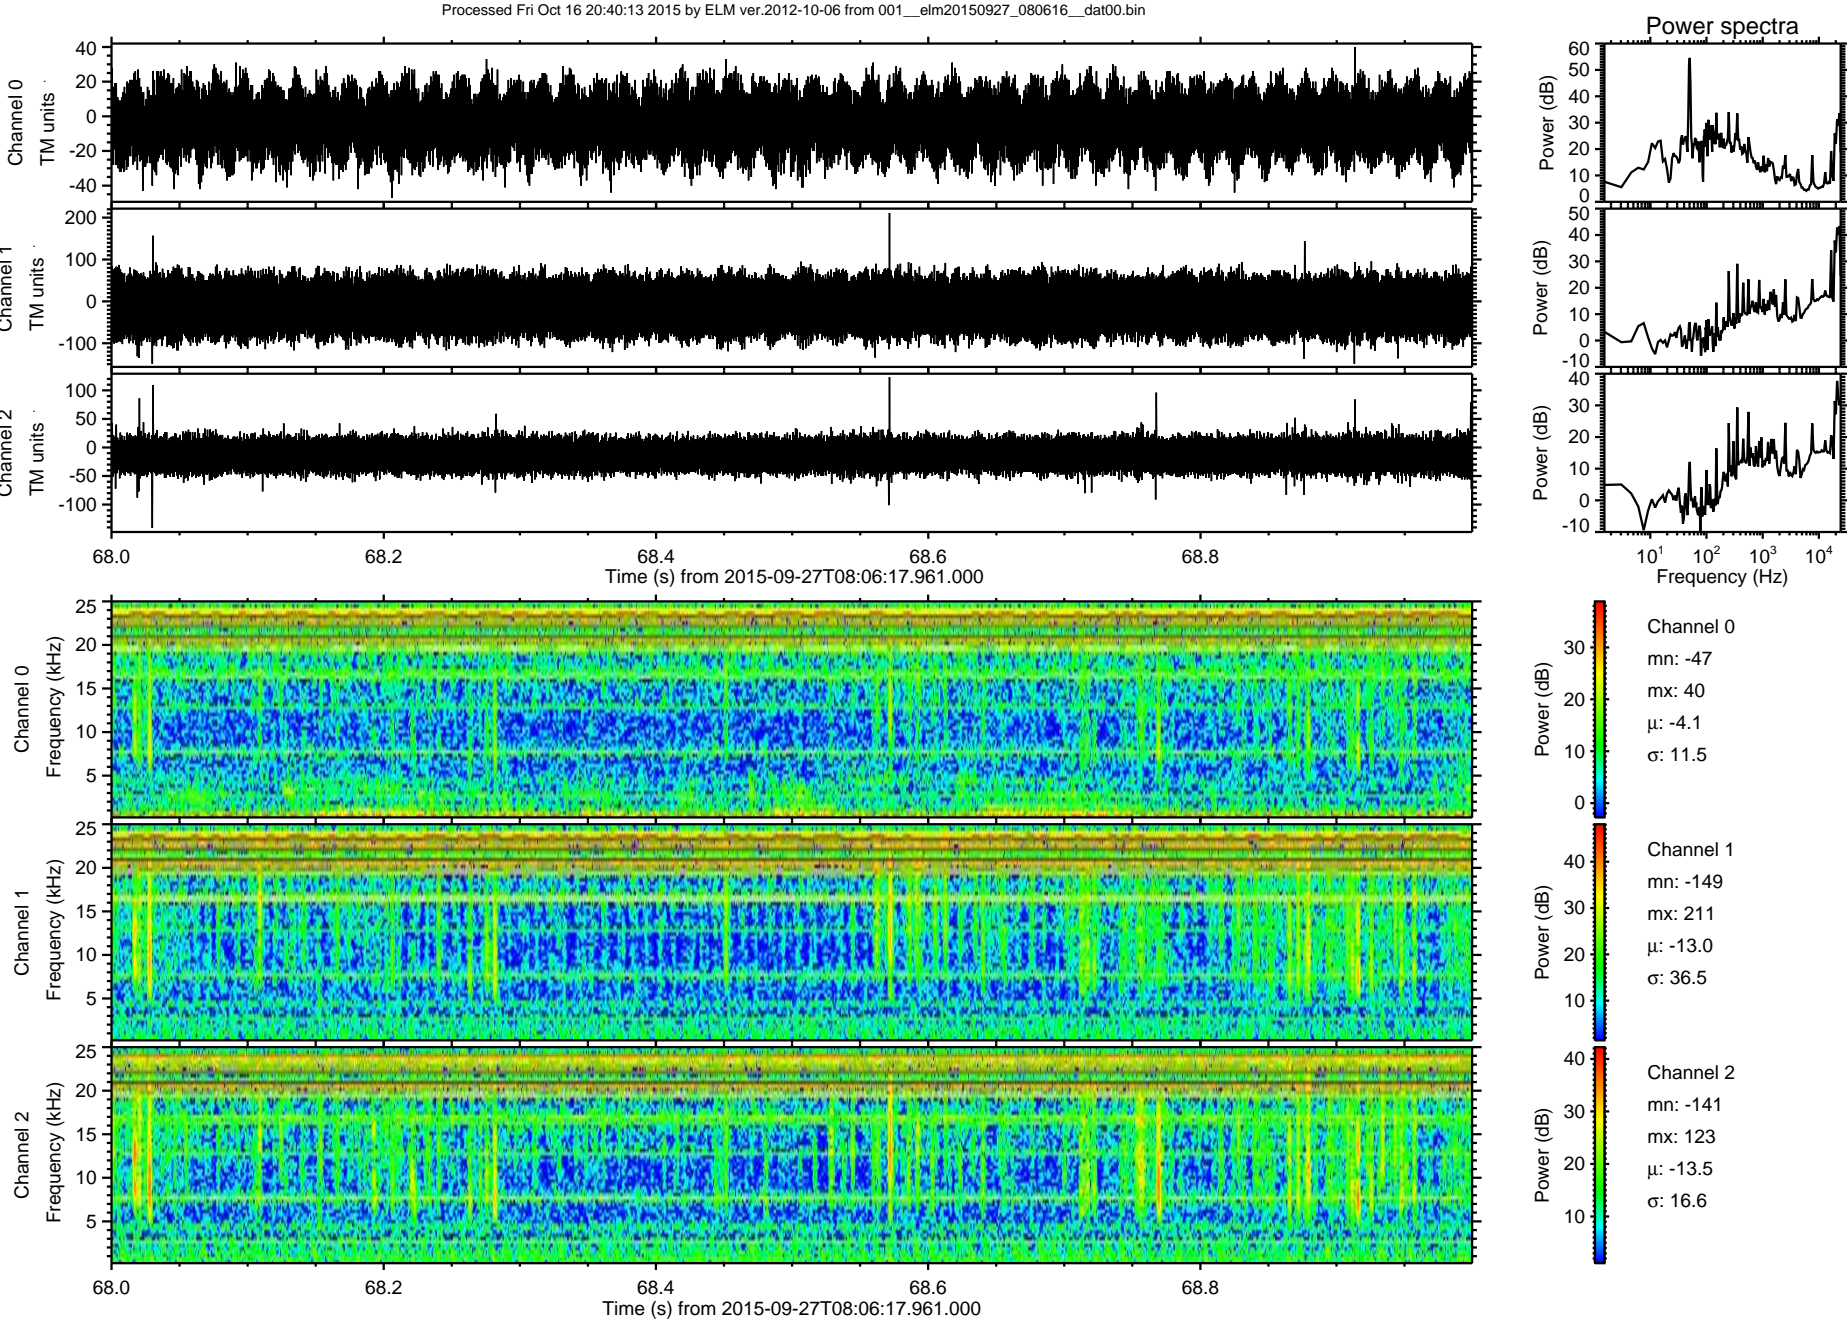 Processed Fri Oct 16 20:40:13 2015 by ELM ver.2012-10-06 from 001__elm20150927_080616__dat00.bin
Power spectra
Channel 0
TM units
40
20
0
-20
-40
Power (dB)
60
50
40
30
20
10
0
Channel 1
TM units
200
100
0
-100
Power (dB)
50
40
30
20
10
0
-10
Channel 2
TM units
100
50
0
-50
-100
Power (dB)
40
30
20
10
0
-10
68.0 68.2 68.4 68.6 68.8
Time (s) from 2015-09-27T08:06:17.961.000
10¹ 10² 10³ 10⁴
Frequency (Hz)
Channel 0
Frequency (kHz)
25
20
15
10
5
Power (dB)
30
20
10
0
Channel 0
mn: -47
mx: 40
μ: -4.1
σ: 11.5
Channel 1
Frequency (kHz)
25
20
15
10
5
Power (dB)
40
30
20
10
Channel 1
mn: -149
mx: 211
μ: -13.0
σ: 36.5
Channel 2
Frequency (kHz)
25
20
15
10
5
Power (dB)
40
30
20
10
Channel 2
mn: -141
mx: 123
μ: -13.5
σ: 16.6
68.0 68.2 68.4 68.6 68.8
Time (s) from 2015-09-27T08:06:17.961.000